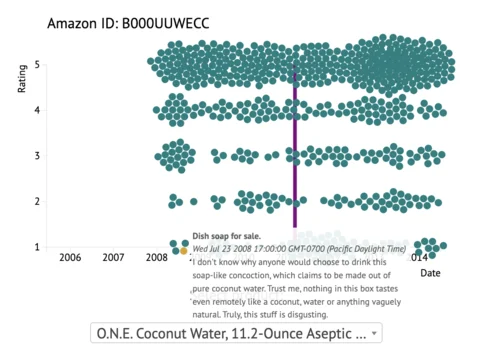 Amazon ID: B000UUWECC
Rating
5
4
3
2
1
2006
2007
2008
2014
Date
Dish soap for sale.
Wed Jul 23 2008 17:00:00 GMT-0700 (Pacific Daylight Time)
I don't know why anyone would choose to drink this
soap-like concoction, which claims to be made out of
pure coconut water. Trust me, nothing in this box tastes
even remotely like a coconut, water or anything vaguely
natural. Truly, this stuff is disgusting.
O.N.E. Coconut Water, 11.2-Ounce Aseptic ...